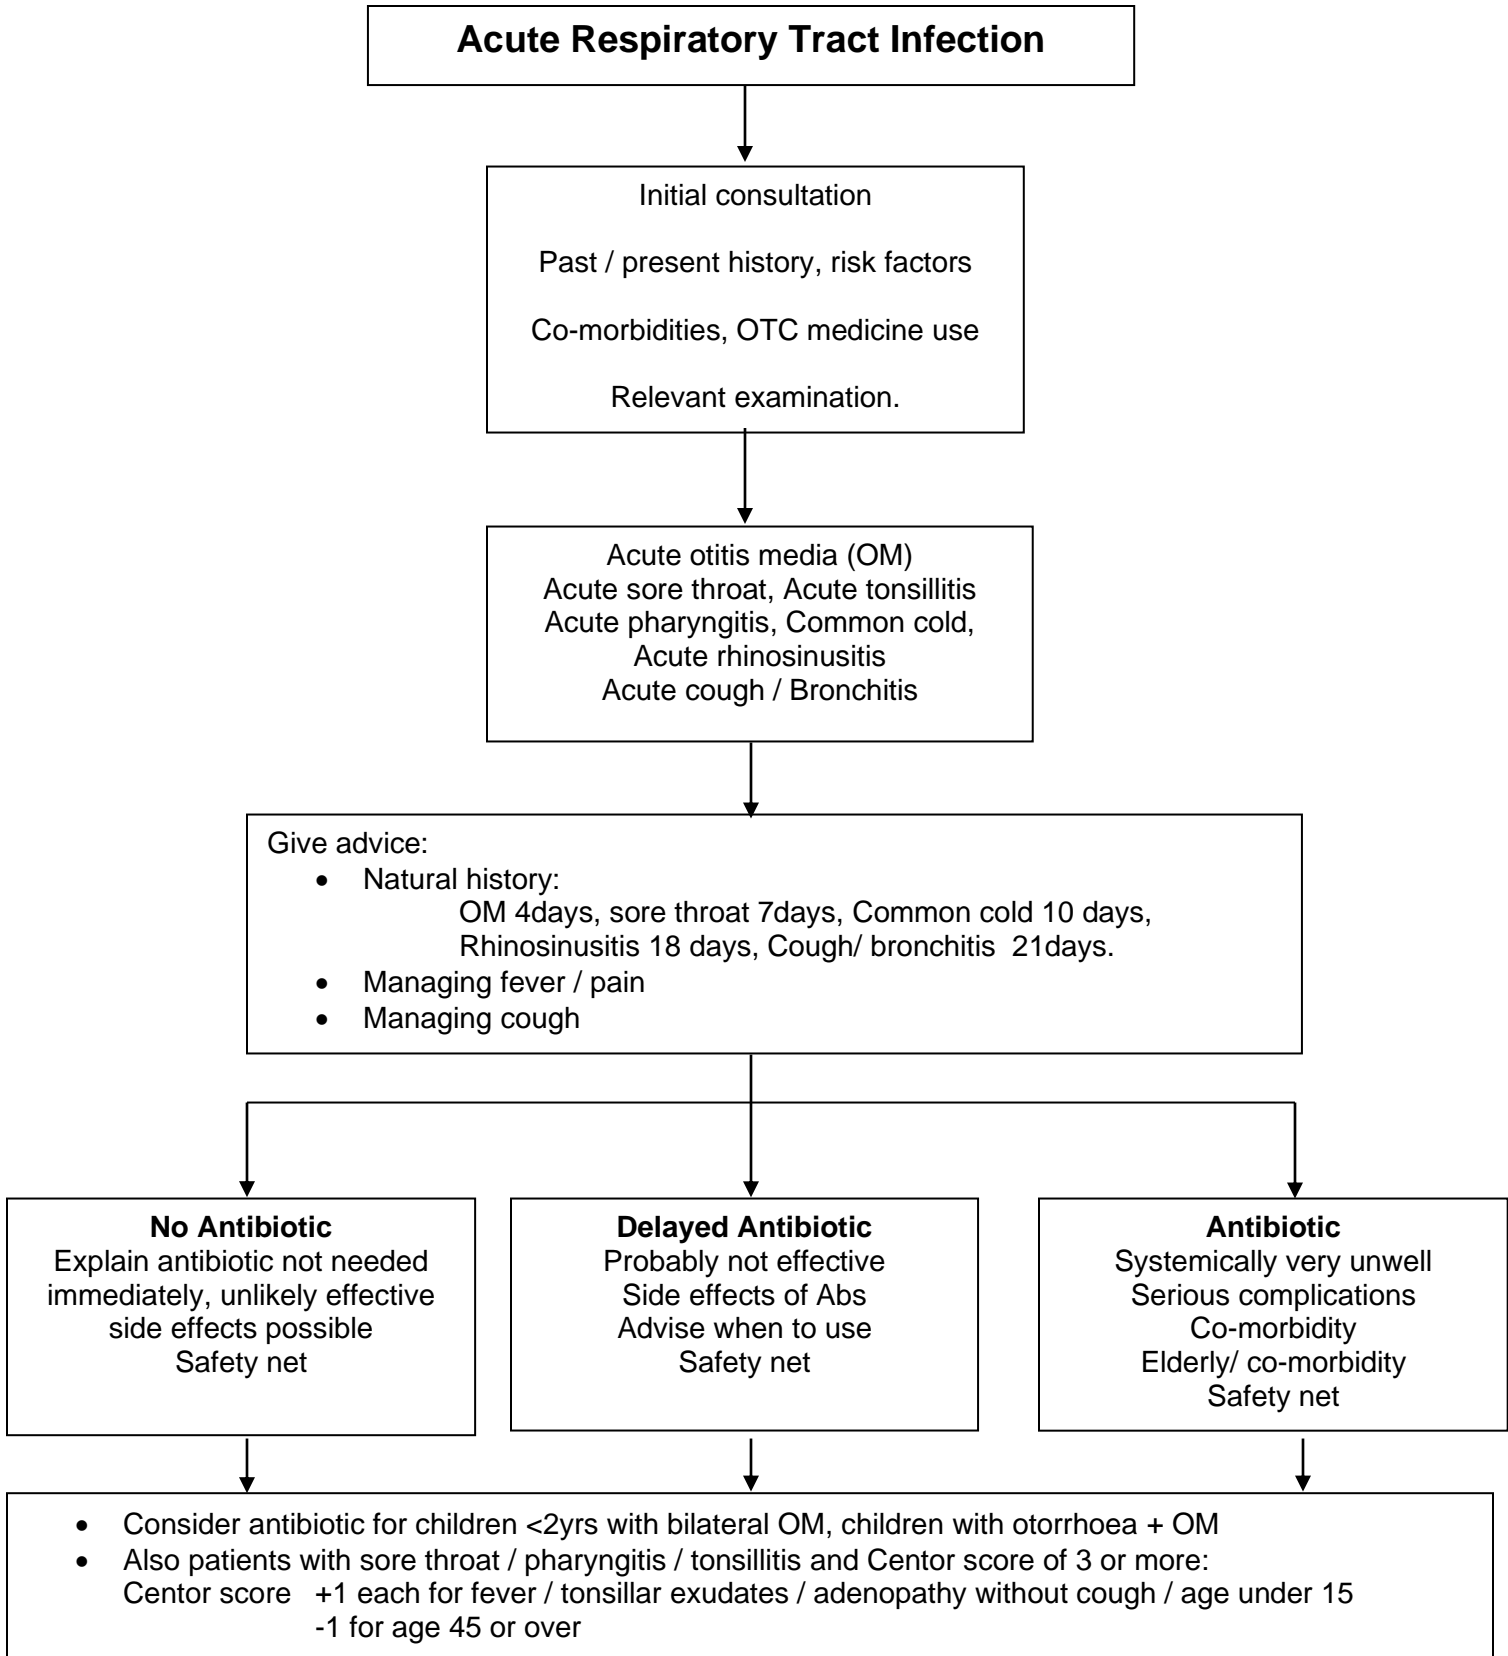 Acute Respiratory Tract Infection
Initial consultation
Past / present history, risk factors
Co-morbidities, OTC medicine use
Relevant examination.
Acute otitis media (OM)
Acute sore throat, Acute tonsillitis
Acute pharyngitis, Common cold,
Acute rhinosinusitis
Acute cough / Bronchitis
Give advice:
• Natural history:
OM 4days, sore throat 7days, Common cold 10 days,
Rhinosinusitis 18 days, Cough/ bronchitis 21days.
• Managing fever / pain
• Managing cough
No Antibiotic
Explain antibiotic not needed
immediately, unlikely effective
side effects possible
Safety net
Delayed Antibiotic
Probably not effective
Side effects of Abs
Advise when to use
Safety net
Antibiotic
Systemically very unwell
Serious complications
Co-morbidity
Elderly/ co-morbidity
Safety net
• Consider antibiotic for children <2yrs with bilateral OM, children with otorrhoea + OM
• Also patients with sore throat / pharyngitis / tonsillitis and Centor score of 3 or more:
Centor score +1 each for fever / tonsillar exudates / adenopathy without cough / age under 15
-1 for age 45 or over